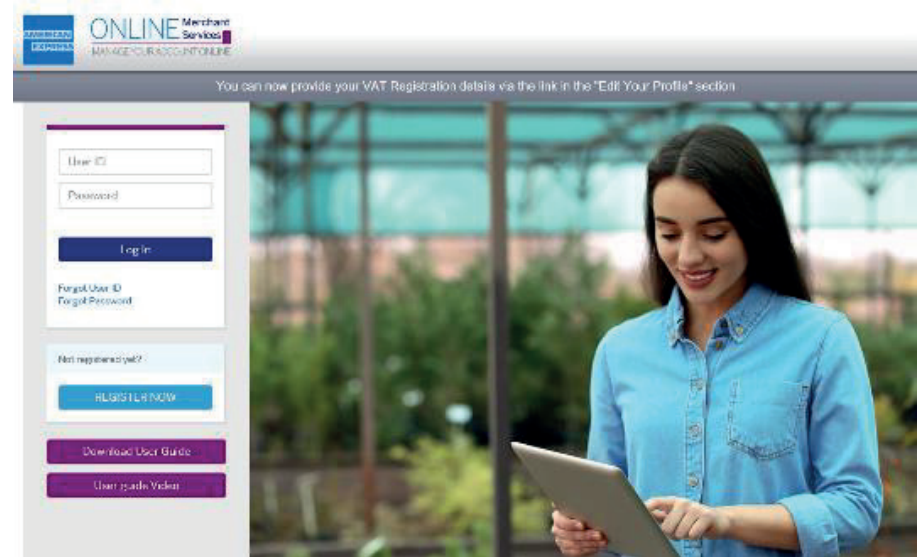 AMERICAN
EXPRESS
ONLINE Merchant
Services
MANAGE YOUR ACCOUNT ONLINE
You can now provide your VAT Registration details via the link in the "Edit Your Profile" section
User ID
Password
Log In
Forgot User ID
Forgot Password
Not registered yet?
REGISTER NOW
Download User Guide
User guide Video